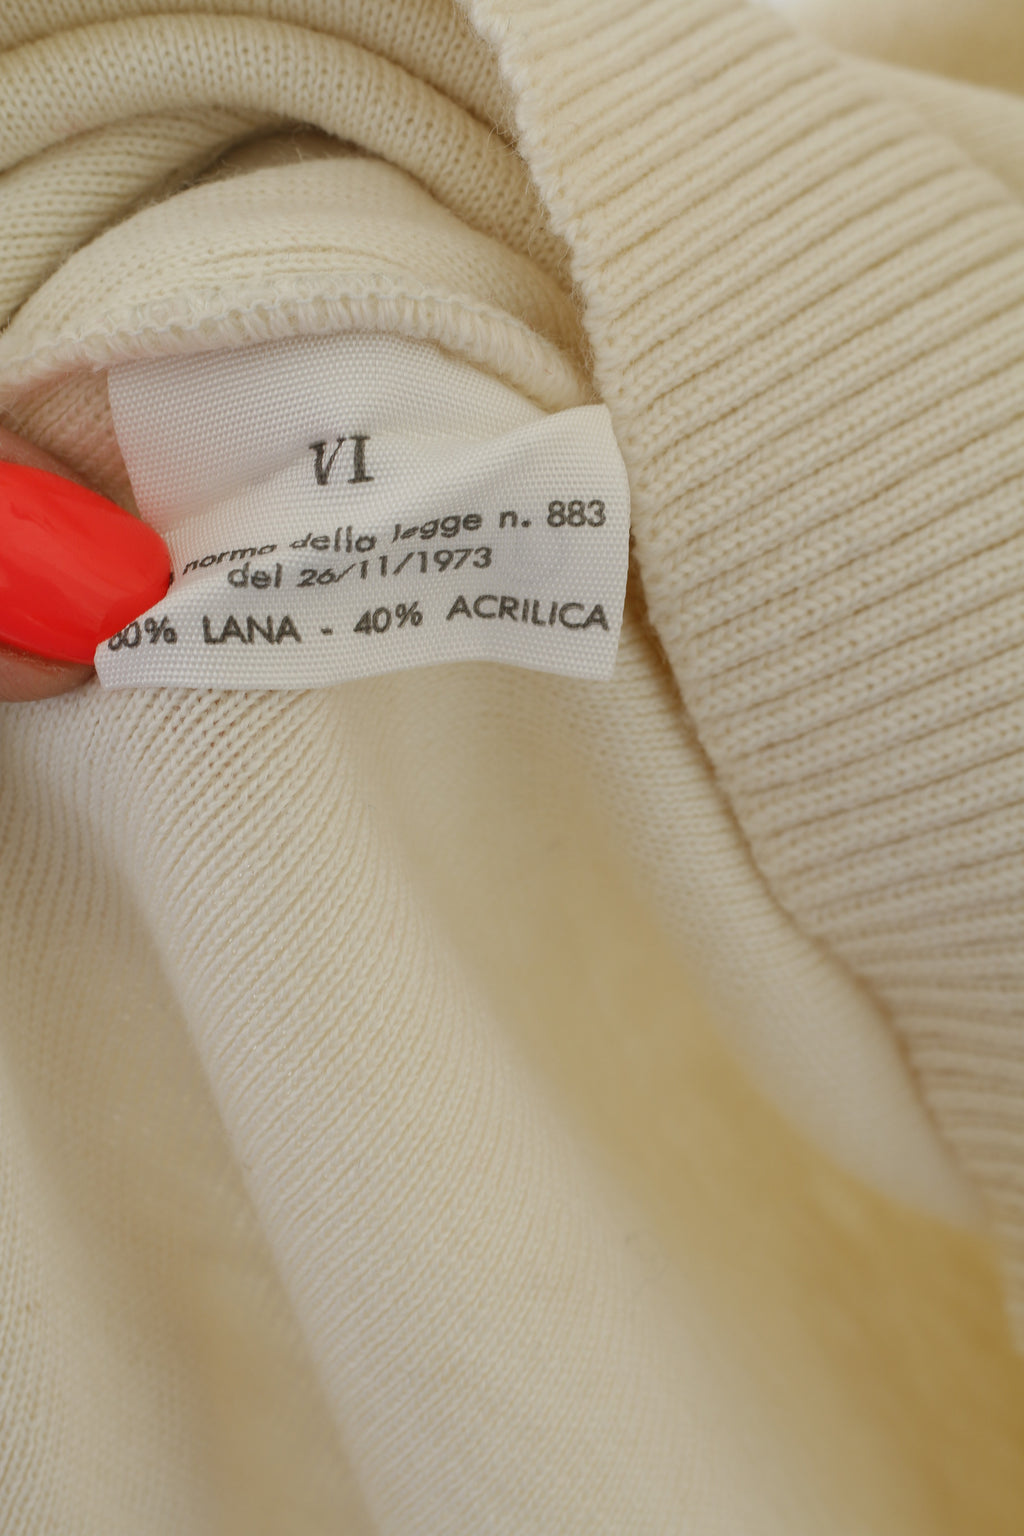 VI
norma della legge n. 883
del 26/11/1973
60% LANA - 40% ACRILICA